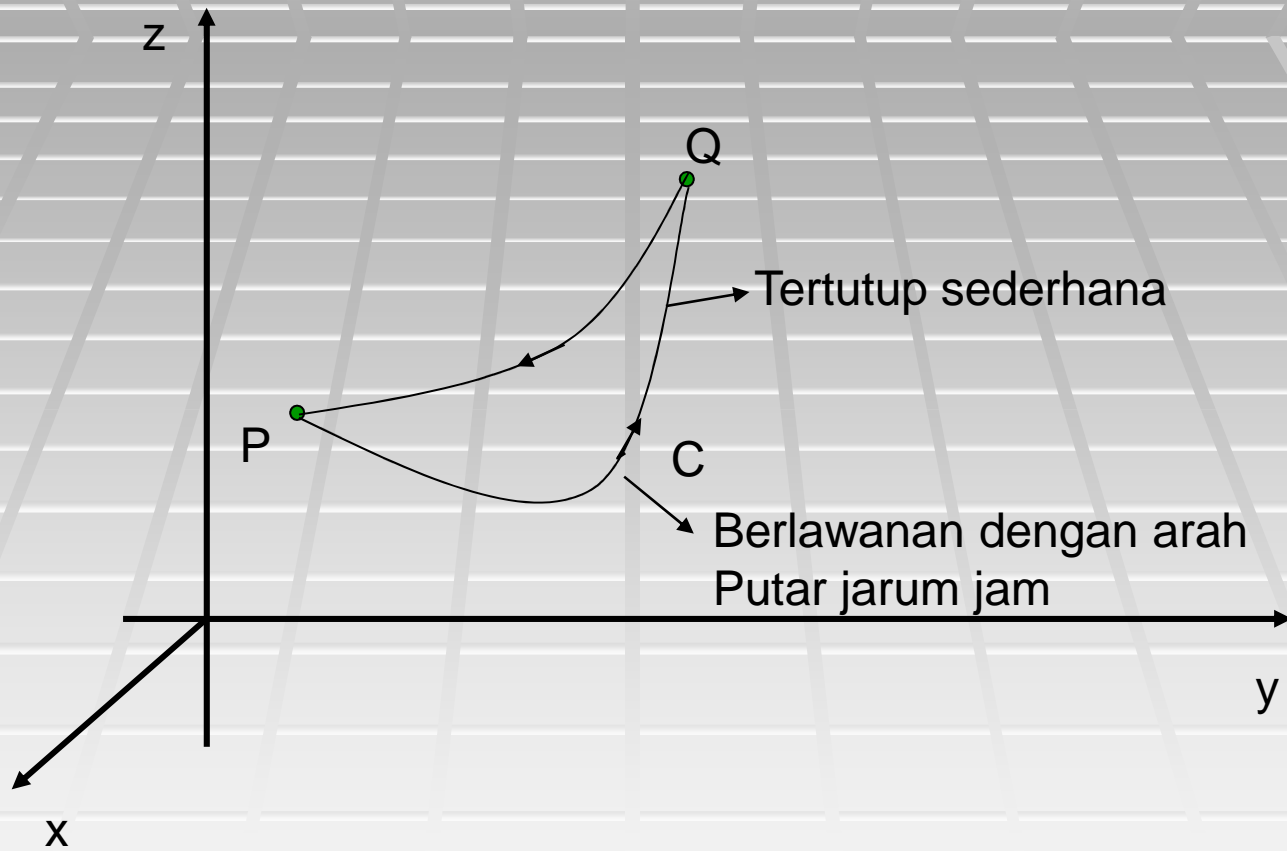 z
Q
Tertutup sederhana
P
C
Berlawanan dengan arah
Putar jarum jam
y
x